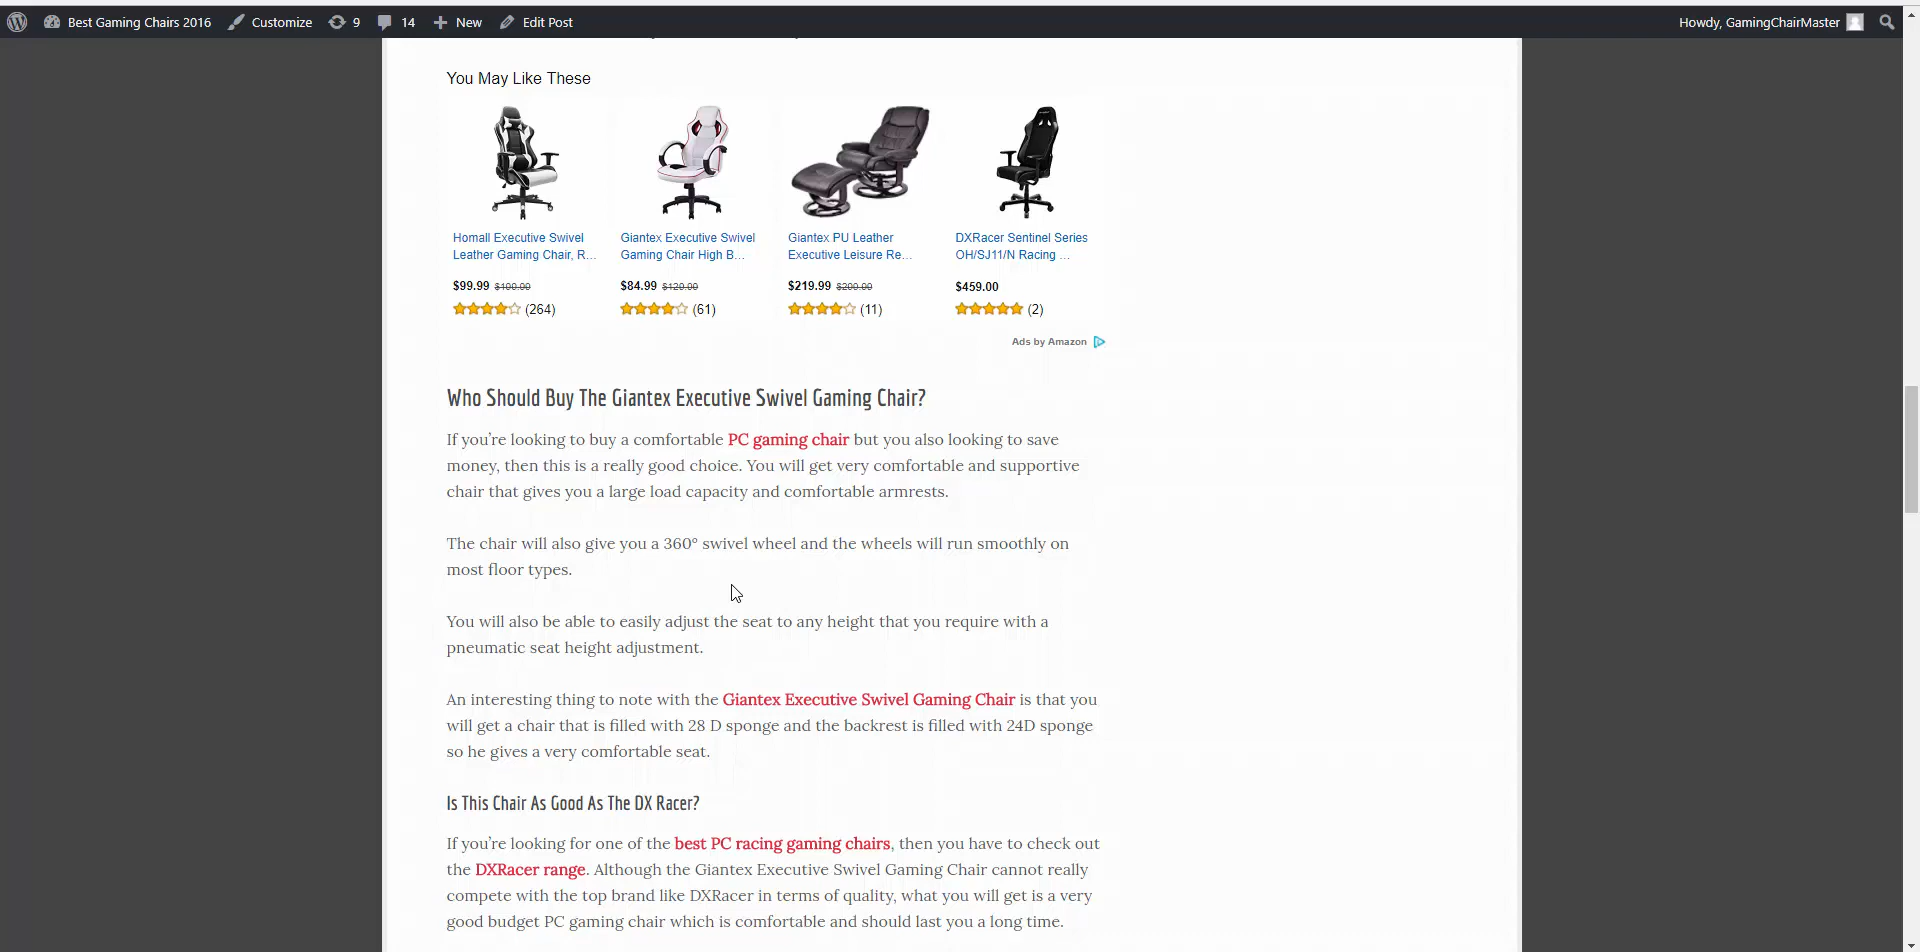 Best Gaming Chairs 2016 Customize 9 14 New Edit Post Howdy, GamingChairMaster
You May Like These
Homall Executive Swivel
Leather Gaming Chair, R...
$99.99 $100.00
(264)
Giantex Executive Swivel
Gaming Chair High B...
$84.99 $120.00
(61)
Giantex PU Leather
Executive Leisure Re...
$219.99 $200.00
(11)
DXRacer Sentinel Series
OH/SJ11/N Racing ...
$459.00
(2)
Ads by Amazon
Who Should Buy The Giantex Executive Swivel Gaming Chair?
If you're looking to buy a comfortable PC gaming chair but you also looking to save
money, then this is a really good choice. You will get very comfortable and supportive
chair that gives you a large load capacity and comfortable armrests.
The chair will also give you a 360° swivel wheel and the wheels will run smoothly on
most floor types.
You will also be able to easily adjust the seat to any height that you require with a
pneumatic seat height adjustment.
An interesting thing to note with the Giantex Executive Swivel Gaming Chair is that you
will get a chair that is filled with 28 D sponge and the backrest is filled with 24D sponge
so he gives a very comfortable seat.
Is This Chair As Good As The DX Racer?
If you're looking for one of the best PC racing gaming chairs, then you have to check out
the DXRacer range. Although the Giantex Executive Swivel Gaming Chair cannot really
compete with the top brand like DXRacer in terms of quality, what you will get is a very
good budget PC gaming chair which is comfortable and should last you a long time.